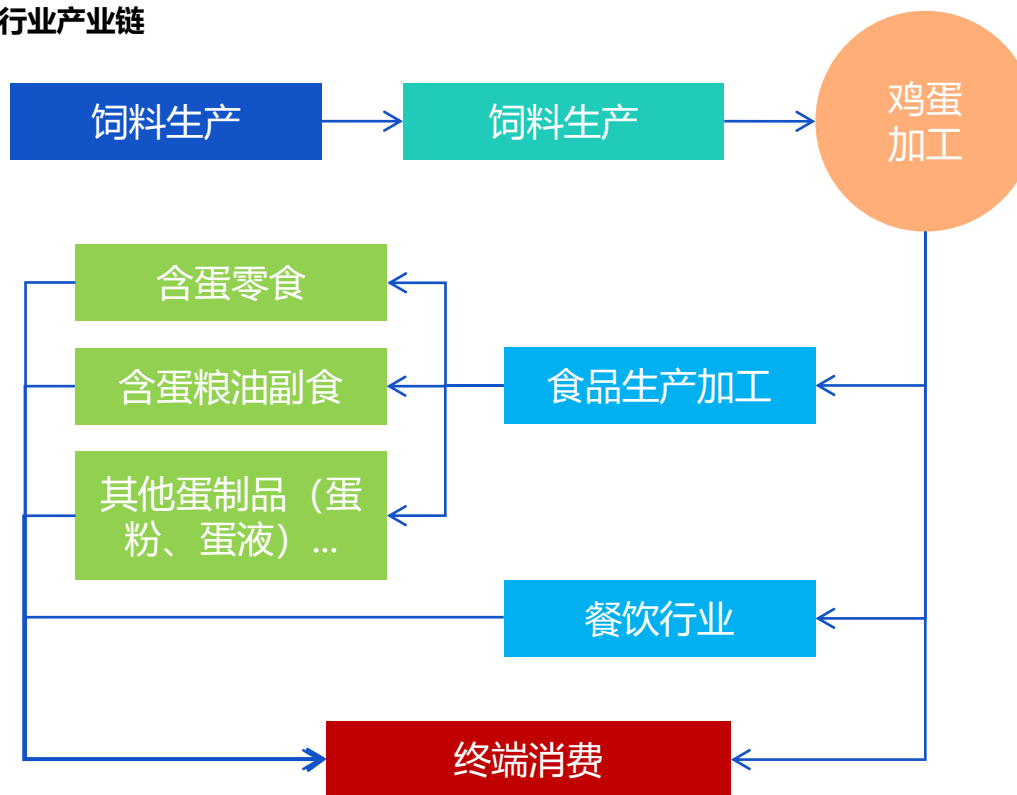 行业产业链
饲料生产
饲料生产
鸡蛋
加工
含蛋零食
含蛋粮油副食
食品生产加工
其他蛋制品（蛋
粉、蛋液）...
餐饮行业
终端消费